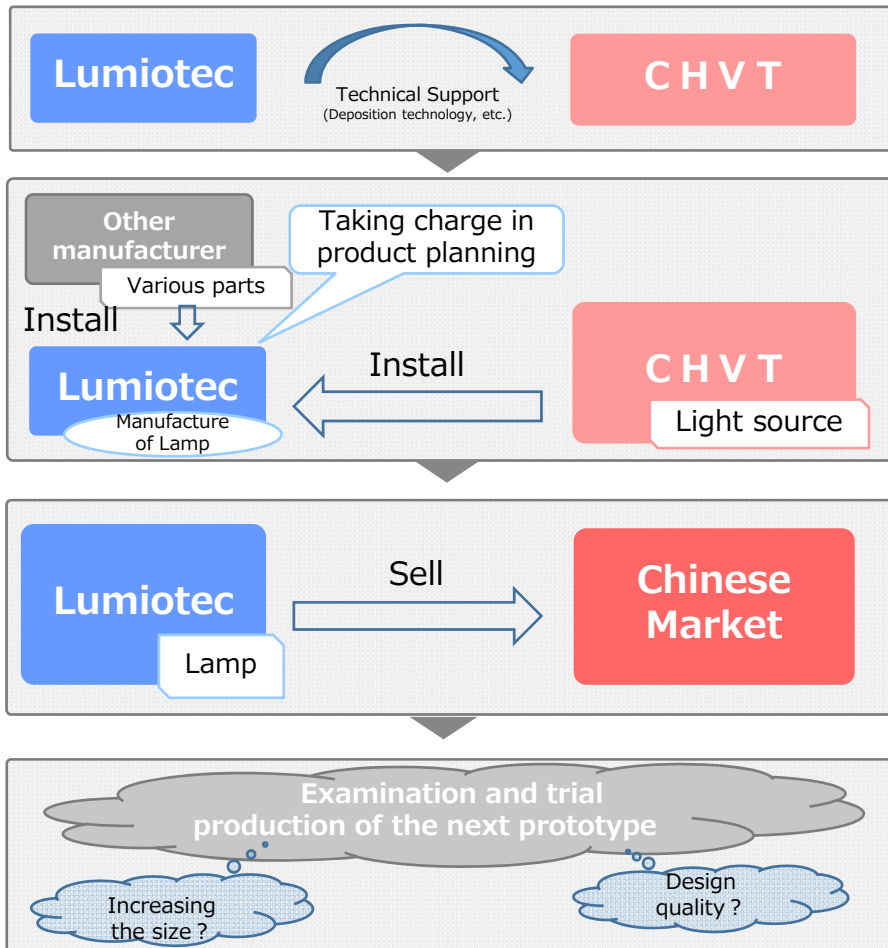 Lumiotec
C H V T
Technical Support
(Deposition technology, etc.)
Other
manufacturer
Various parts
Taking charge in
product planning
Install
Lumiotec
Manufacture
of Lamp
Install
C H V T
Light source
Lumiotec
Lamp
Sell
Chinese
Market
Examination and trial
production of the next prototype
Increasing
the size？
Design
quality？